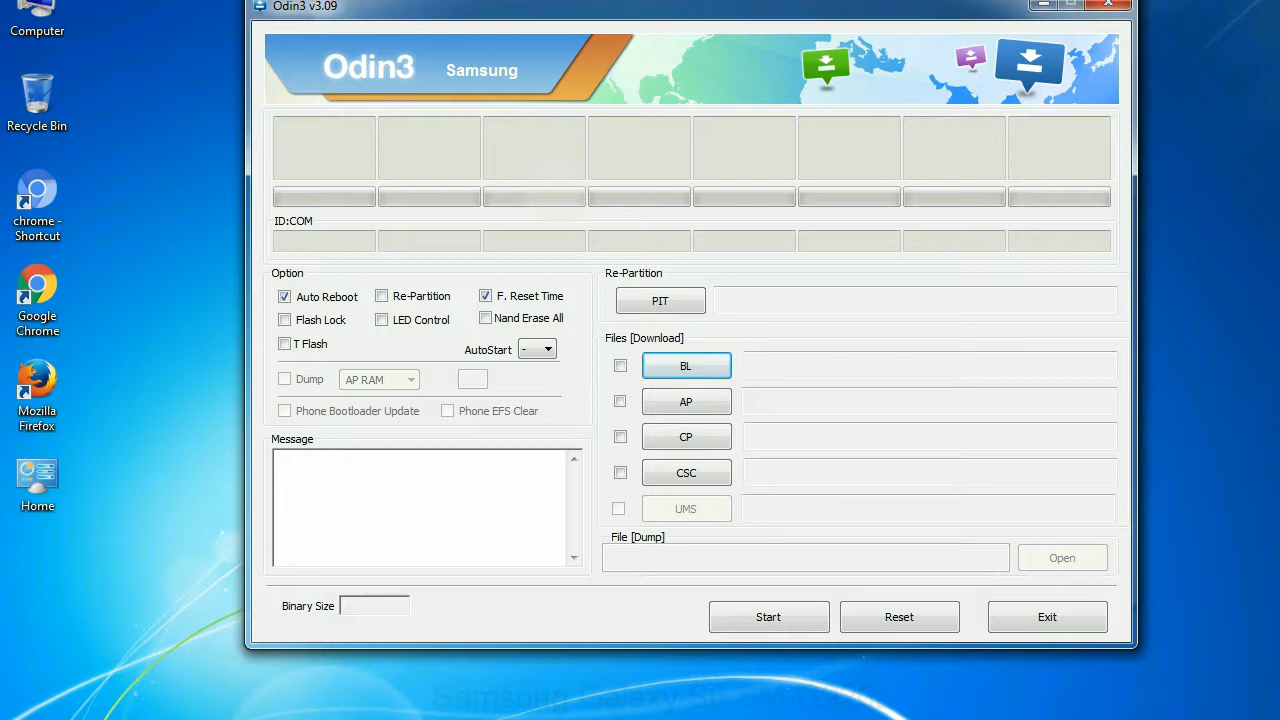 Odin3 v3.09
Computer
Recycle Bin
chrome -
Shortcut
Google
Chrome
Mozilla
Firefox
Home
Odin3 Samsung
ID:COM
Option
Auto Reboot
Re-Partition
F. Reset Time
Flash Lock
LED Control
Nand Erase All
T Flash
AutoStart
-
Dump
AP RAM
Phone Bootloader Update
Phone EFS Clear
Message
Re-Partition
PIT
Files [Download]
BL
AP
CP
CSC
UMS
File [Dump]
Open
Binary Size
Start
Reset
Exit
Samsung Galaxy